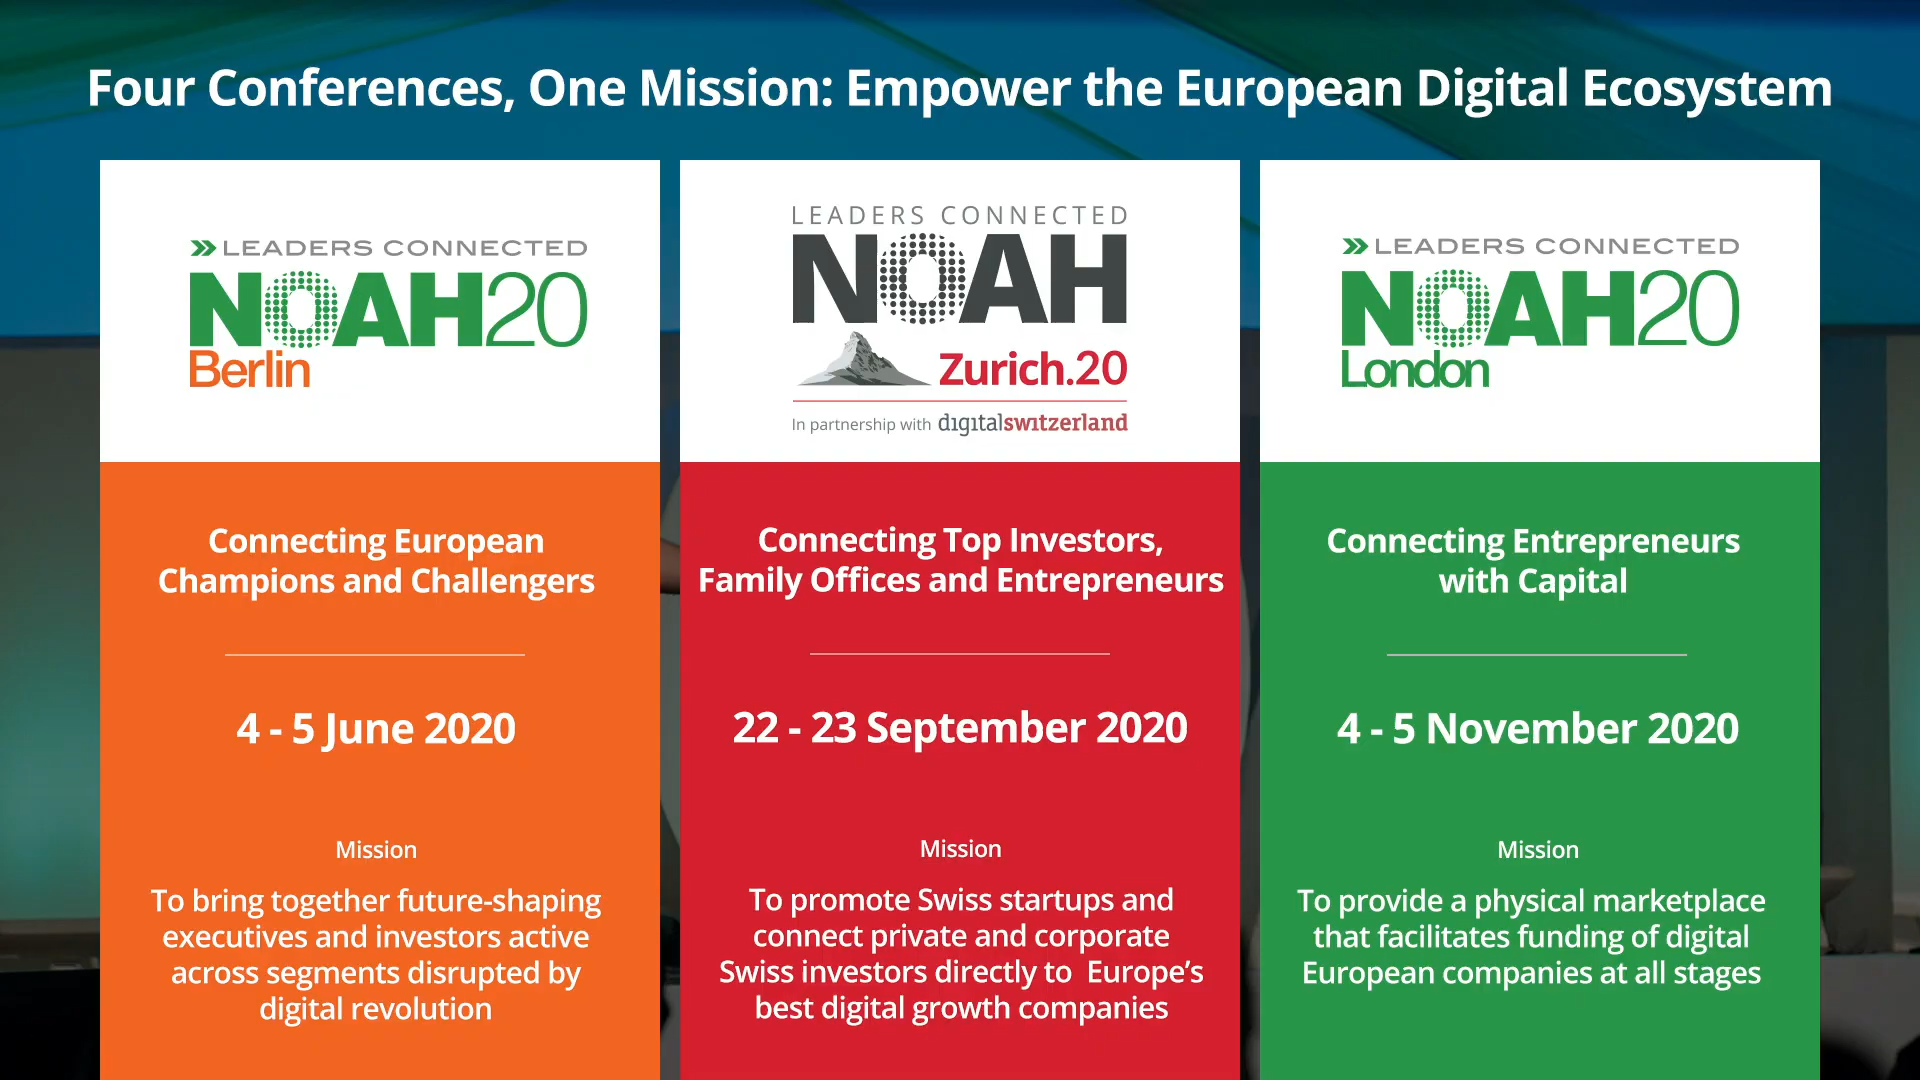 Four Conferences, One Mission: Empower the European Digital Ecosystem
LEADERS CONNECTED
NOAH20
Berlin
Connecting European
Champions and Challengers
4 - 5 June 2020
Mission
To bring together future-shaping
executives and investors active
across segments disrupted by
digital revolution
LEADERS CONNECTED
NOAH
Zurich.20
In partnership with digitalswitzerland
Connecting Top Investors,
Family Offices and Entrepreneurs
22 - 23 September 2020
Mission
To promote Swiss startups and
connect private and corporate
Swiss investors directly to  Europe’s
best digital growth companies
LEADERS CONNECTED
NOAH20
London
Connecting Entrepreneurs
with Capital
4 - 5 November 2020
Mission
To provide a physical marketplace
that facilitates funding of digital
European companies at all stages